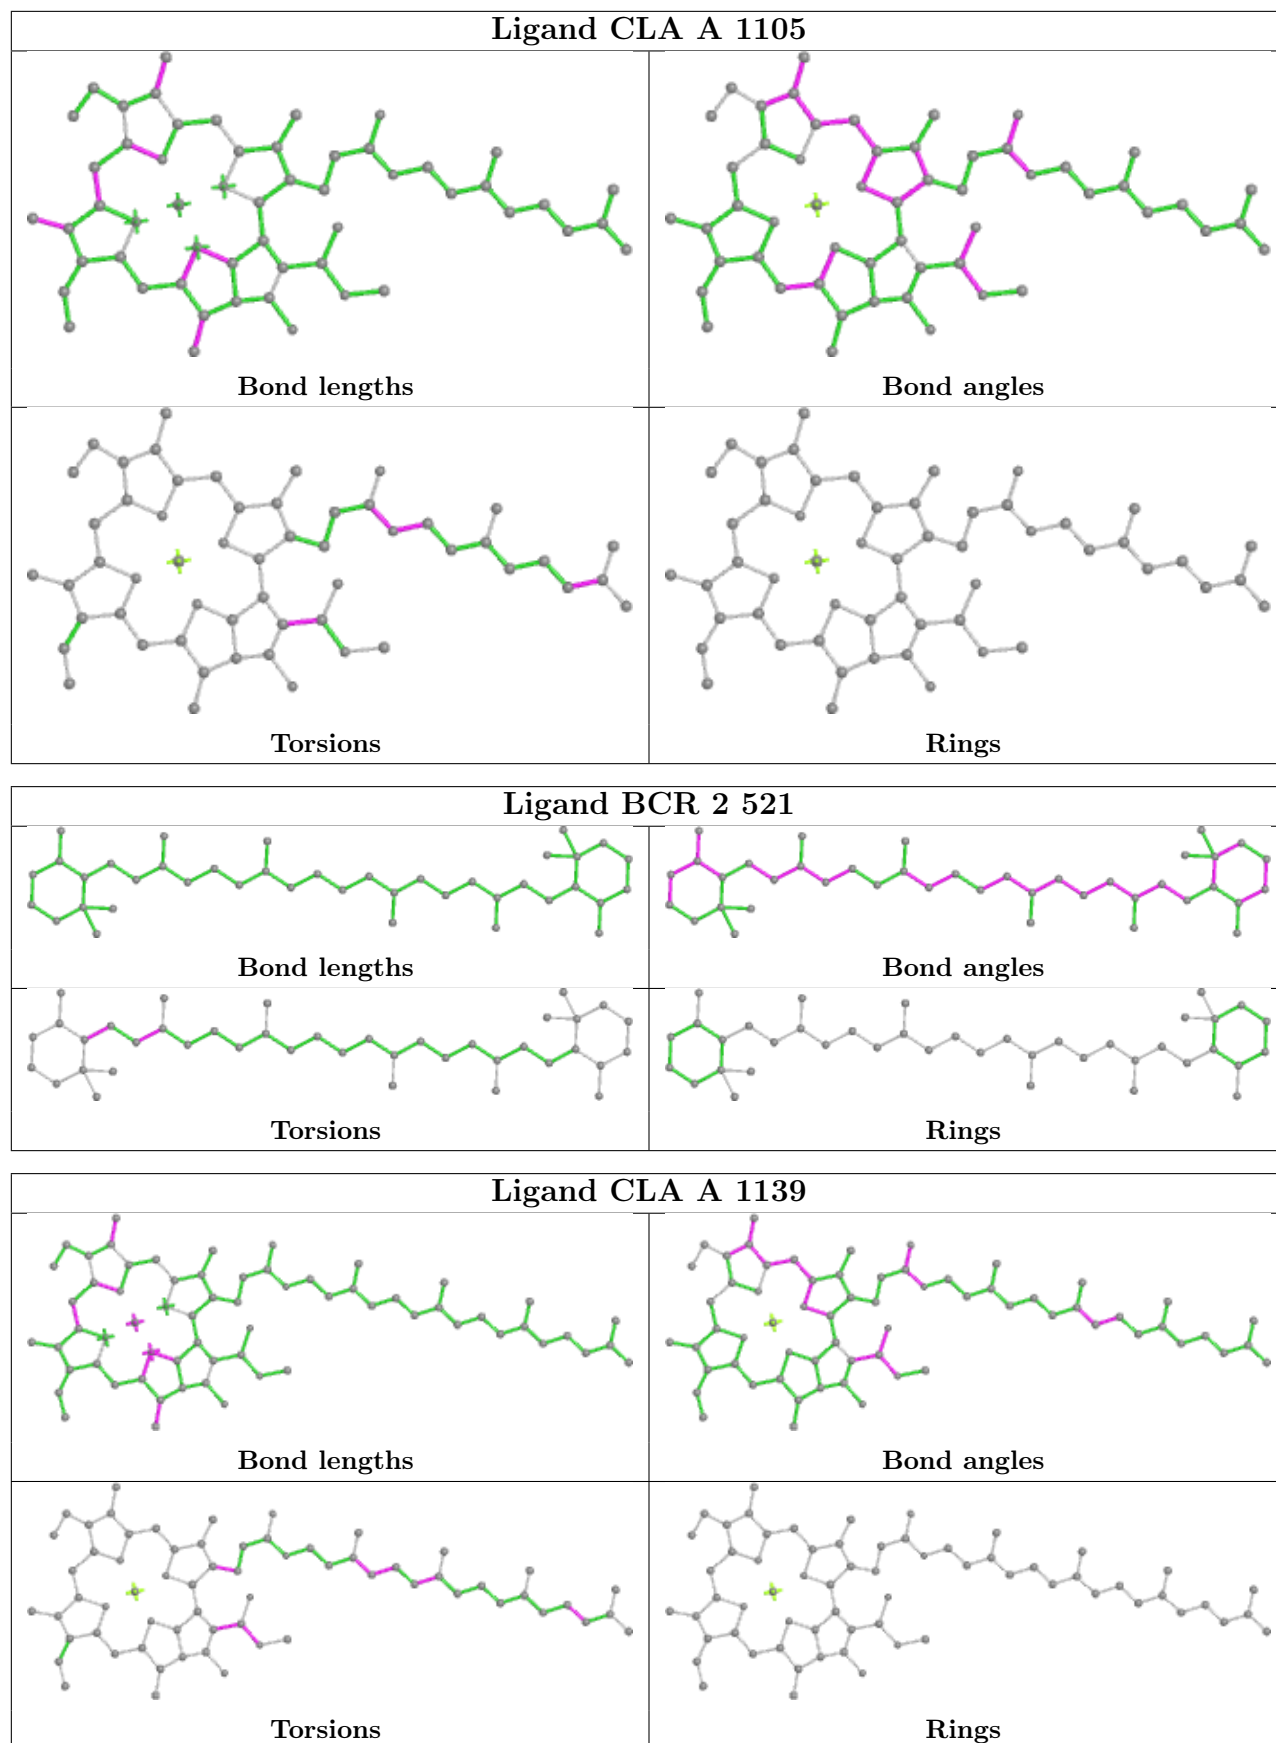 Ligand CLA A 1105
Bond lengths
Bond angles
Torsions
Rings
Ligand BCR 2 521
Bond lengths
Bond angles
Torsions
Rings
Ligand CLA A 1139
Bond lengths
Bond angles
Torsions
Rings